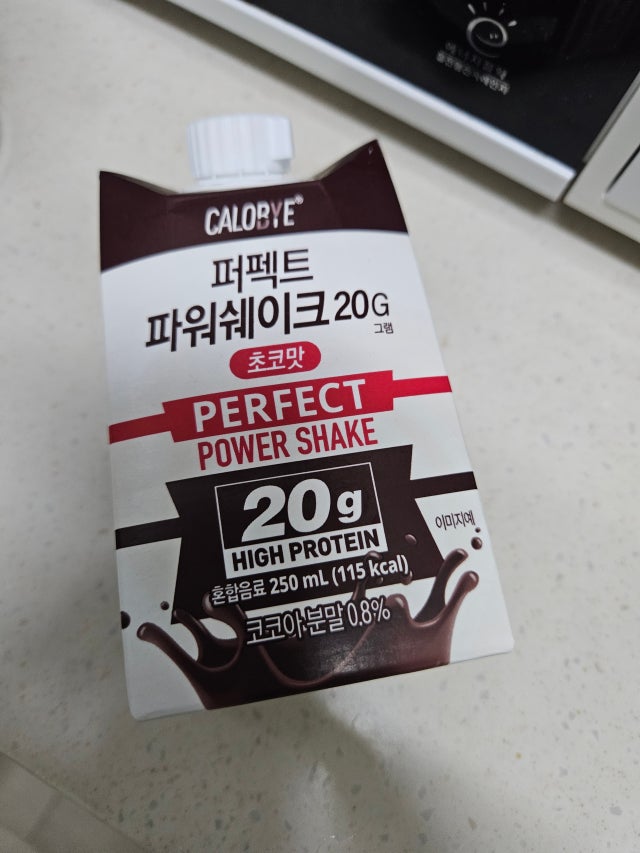 CALOBYE®
퍼펙트
파워쉐이크 20G
그램
초코맛
PERFECT
POWER SHAKE
20g
HIGH PROTEIN
이미지예
혼합음료 250 mL (115 kcal)
코코아분말 0.8%